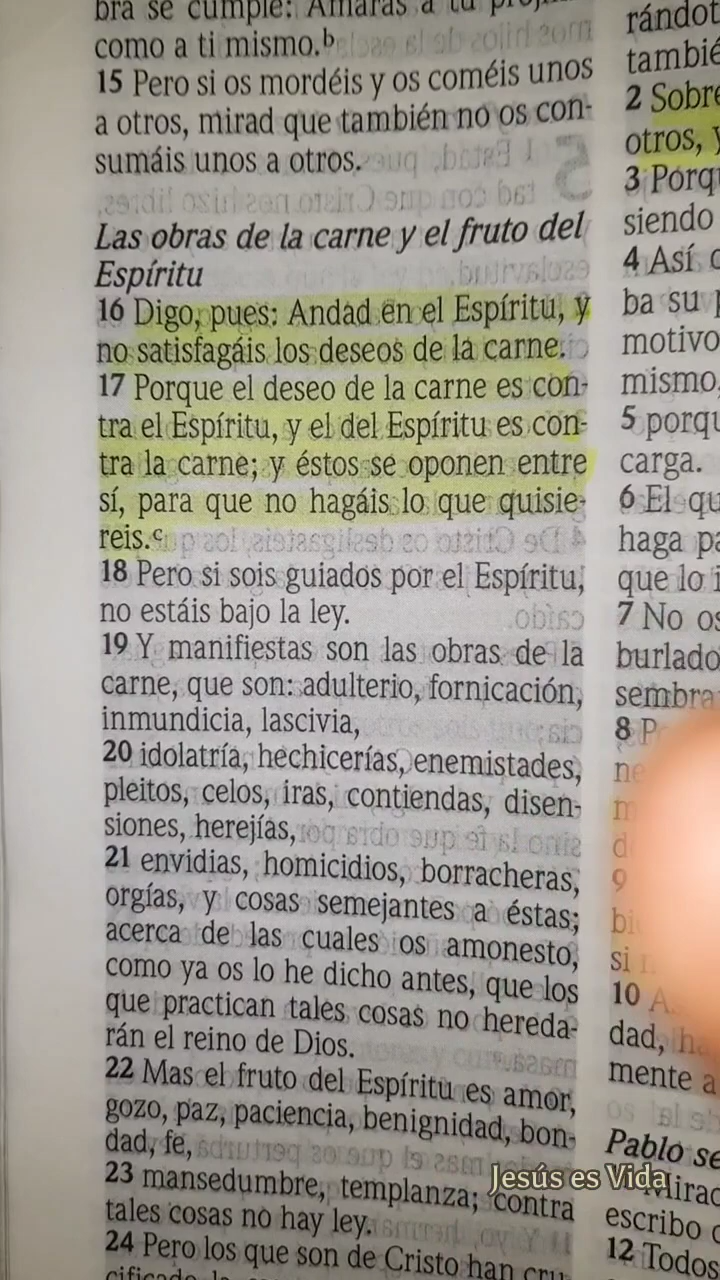 bra se cumple: Amarás a tu
como a ti mismo.b
15 Pero si os mordéis y os coméis unos
a otros, mirad que también no os con-
sumáis unos a otros.
Las obras de la carne y el fruto del
Espíritu
16 Digo, pues: Andad en el Espíritu, y
no satisfagáis los deseos de la carne.
17 Porque el deseo de la carne es con-
tra el Espíritu, y el del Espíritu es con-
tra la carne; y éstos se oponen entre
sí, para que no hagáis lo que quisie-
reis.c
18 Pero si sois guiados por el Espíritu,
no estáis bajo la ley.
19 Y manifiestas son las obras de la
carne, que son: adulterio, fornicación,
inmundicia, lascivia,
20 idolatría, hechicerías, enemistades,
pleitos, celos, iras, contiendas, disen-
siones, herejías,
21 envidias, homicidios, borracheras,
orgías, y cosas semejantes a éstas;
acerca de las cuales os amonesto,
como ya os lo he dicho antes, que los
que practican tales cosas no hereda-
rán el reino de Dios.
22 Mas el fruto del Espíritu es amor,
gozo, paz, paciencia, benignidad, bon-
dad, fe,
23 mansedumbre, templanza; contra
tales cosas no hay ley.
24 Pero los que son de Cristo han cru-
cificado
rándot
tambié
2 Sobre
otros, y
3 Porq
siendo
4 Así
ba su
motivo
mismo,
5 porqu
carga.
6 El qu
haga pa
que lo i
7 No os
burlado
sembra
8 P
9
si
10 A
dad, ha
mente a
Pablo se
Mirad
escribo
12 Todos
Jesús es Vida